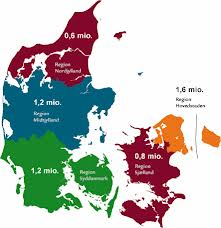 0,6 mio.
Region
Nordjylland
1,6 mio.
Region
Hovedstaden
1,2 mio.
Region
Midtjylland
1,2 mio.
Region
Syddanmark
0,8 mio.
Region
Sjælland